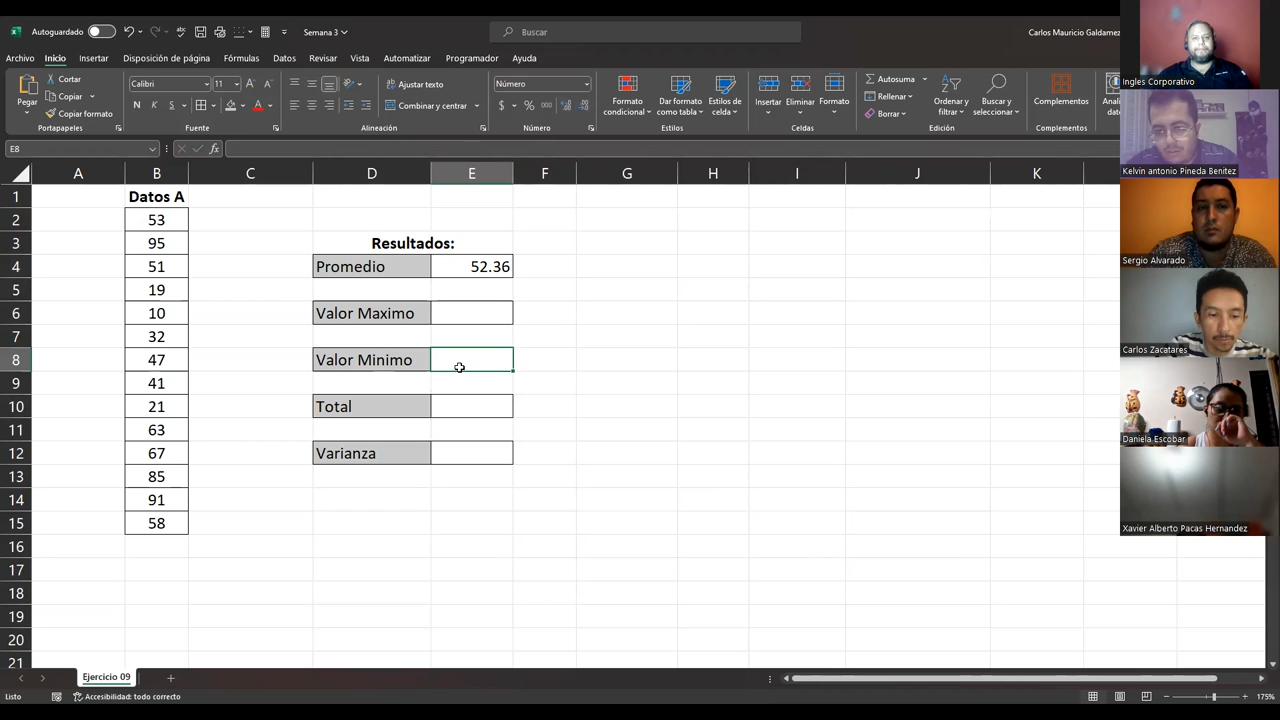 Autoguardado
Semana 3
Buscar
Carlos Mauricio Galdamez
Archivo Inicio Insertar Disposición de página Fórmulas Datos Revisar Vista Automatizar Programador Ayuda
Pegar
Cortar
Copiar
Copiar formato
Portapapeles
Calibri 11
N K S
Fuente
Ajustar texto
Combinar y centrar
Alineación
Número
$ % 000
Número
Formato condicional
Dar formato como tabla
Estilos de celda
Estilos
Insertar Eliminar Formato
Celdas
Autosuma
Rellenar
Borrar
Ordenar y filtrar
Buscar y seleccionar
Edición
Complementos
Complementos
E8
fx
A B C D E F G H I J K
1 Datos A
2 53
3 95 Resultados:
4 51 Promedio 52.36
5 19
6 10 Valor Maximo
7 32
8 47 Valor Minimo
9 41
10 21 Total
11 63
12 67 Varianza
13 85
14 91
15 58
16
17
18
19
20
21
Ejercicio 09
Listo
Accesibilidad: todo correcto
175%
Ingles Corporativo
Kelvin antonio Pineda Benitez
Sergio Alvarado
Carlos Zacatares
Daniela Escobar
Xavier Alberto Pacas Hernandez